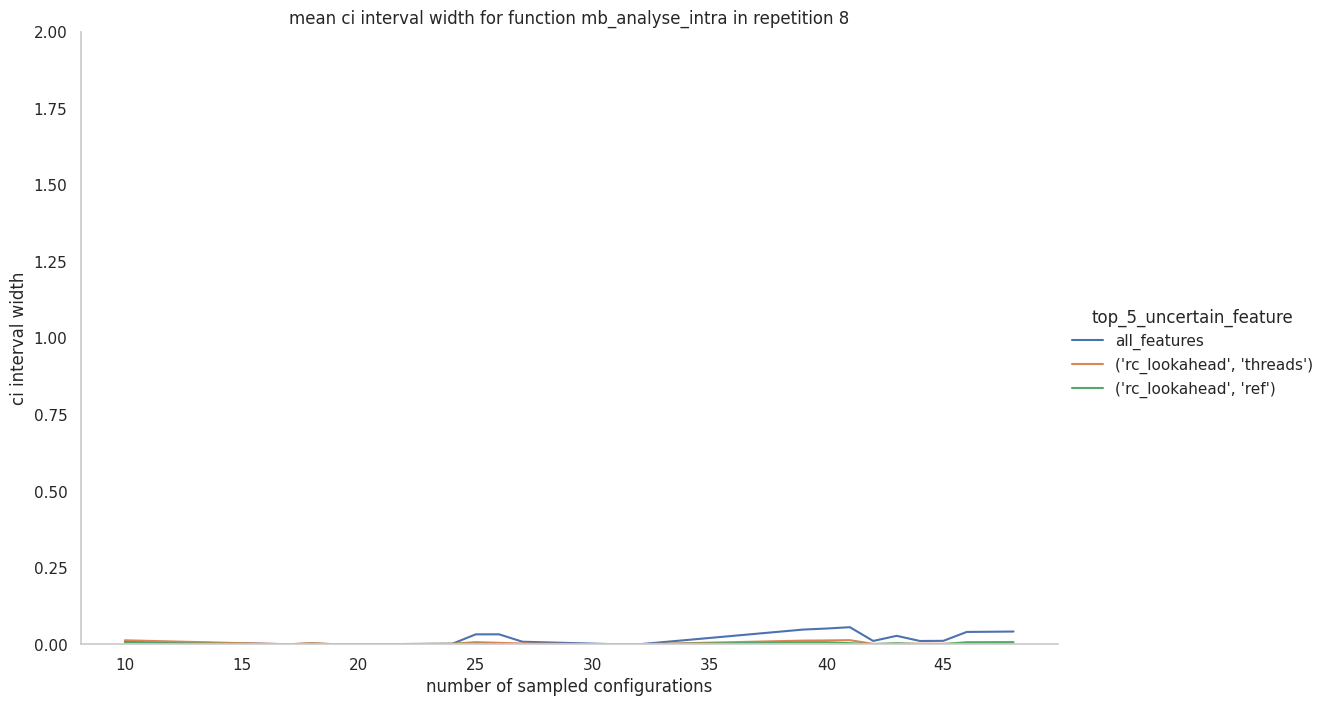 mean ci interval width for function mb_analyse_intra in repetition 8
2.00
1.75
1.50
1.25
1.00
0.75
0.50
0.25
0.00
ci interval width
10 15 20 25 30 35 40 45
number of sampled configurations
top_5_uncertain_feature
all_features
('rc_lookahead', 'threads')
('rc_lookahead', 'ref')